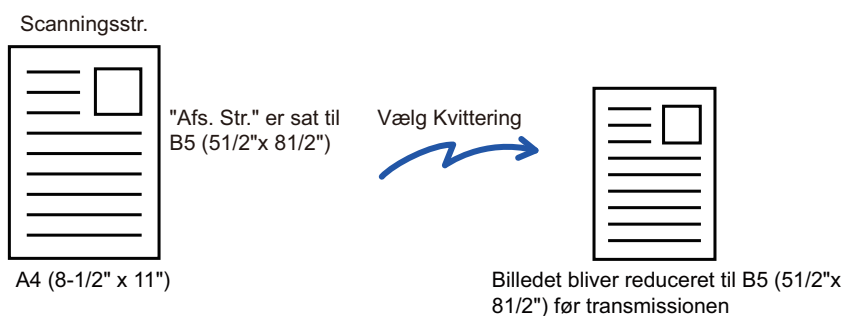 Scanningsstr.
"Afs. Str." er sat til
B5 (51/2"x 81/2")
Vælg Kvittering
A4 (8-1/2" x 11")
Billedet bliver reduceret til B5 (51/2"x
81/2") før transmissionen